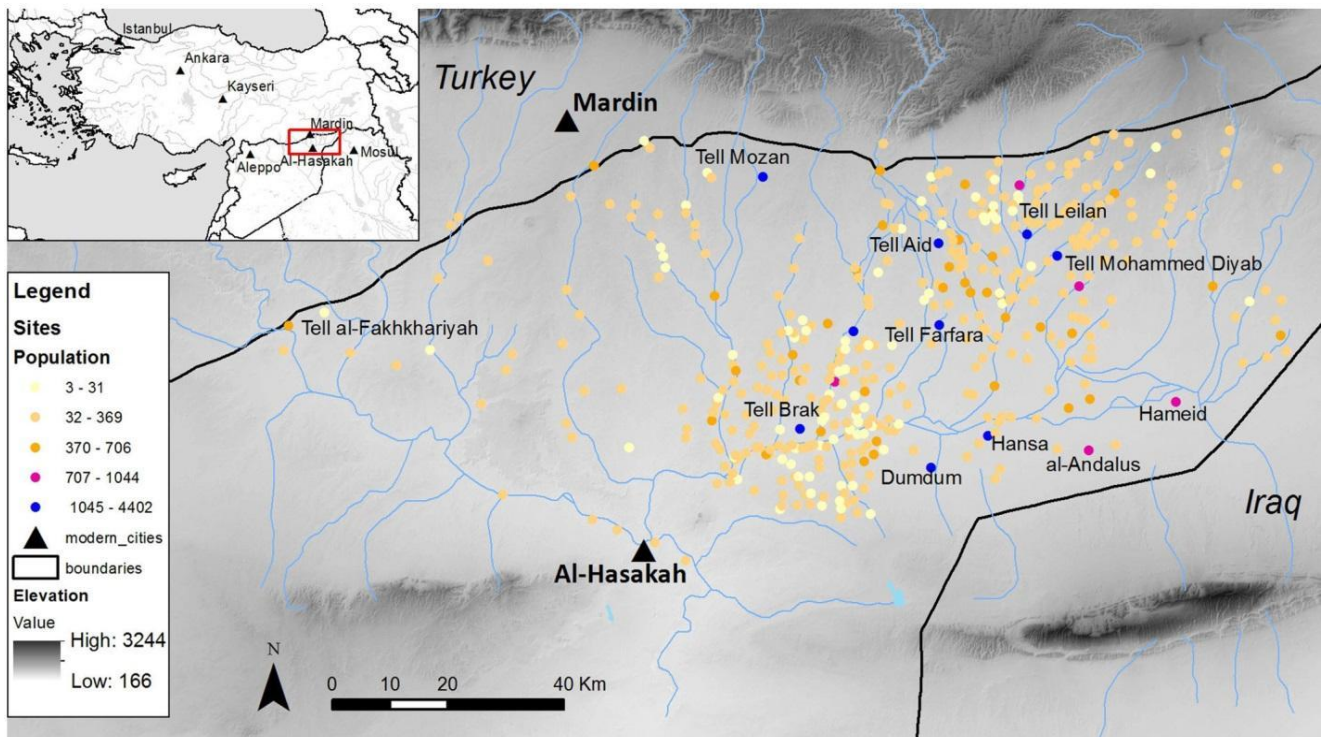 Istanbul
Ankara
Kayseri
Mardin
Al-Hasakah
Mosul
Aleppo
Turkey
Mardin
Tell Mozan
Tell Leilan
Tell Aid
Tell Mohammed Diyab
Tell al-Fakhkhariyah
Tell Farfara
Tell Brak
Hameid
Hansa
al-Andalus
Dumdum
Iraq
Al-Hasakah
Legend
Sites
Population
3 - 31
32 - 369
370 - 706
707 - 1044
1045 - 4402
modern_cities
boundaries
Elevation
Value
High: 3244
Low: 166
N
0 10 20 40 Km